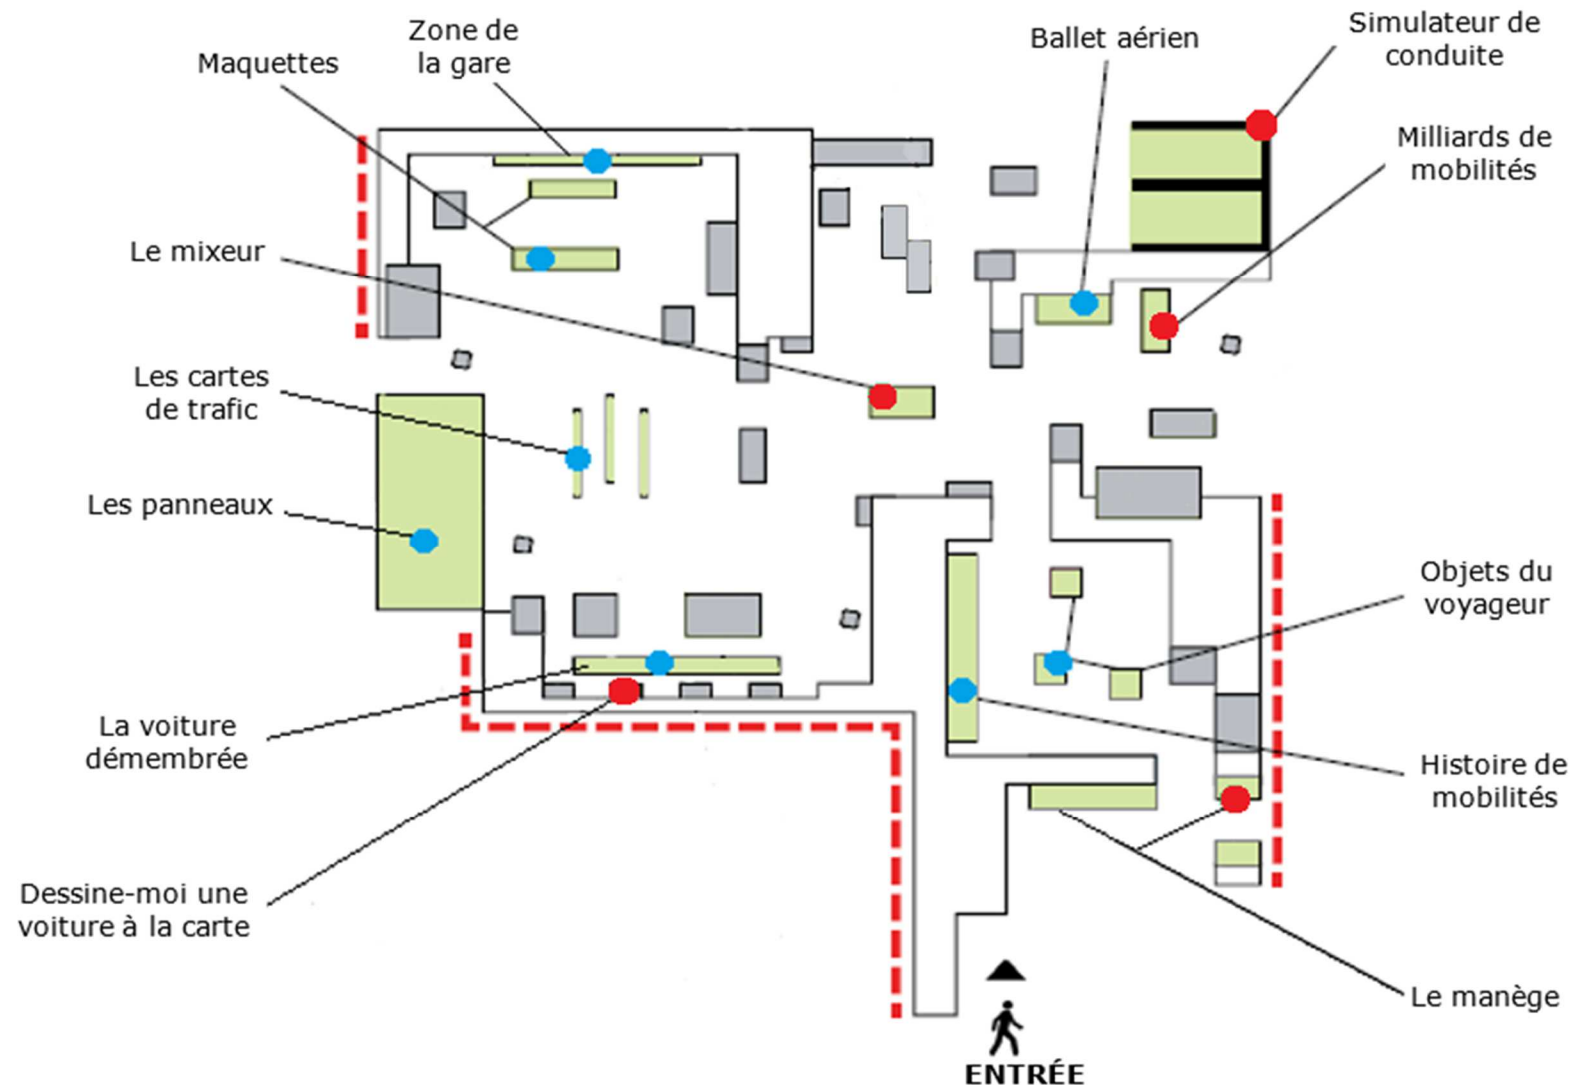 Zone de
la gare
Maquettes
Ballet aérien
Simulateur de
conduite
Milliards de
mobilités
Le mixeur
Les cartes
de trafic
Les panneaux
Objets du
voyageur
La voiture
démembrée
Histoire de
mobilités
Dessine-moi une
voiture à la carte
Le manège
ENTRÉE